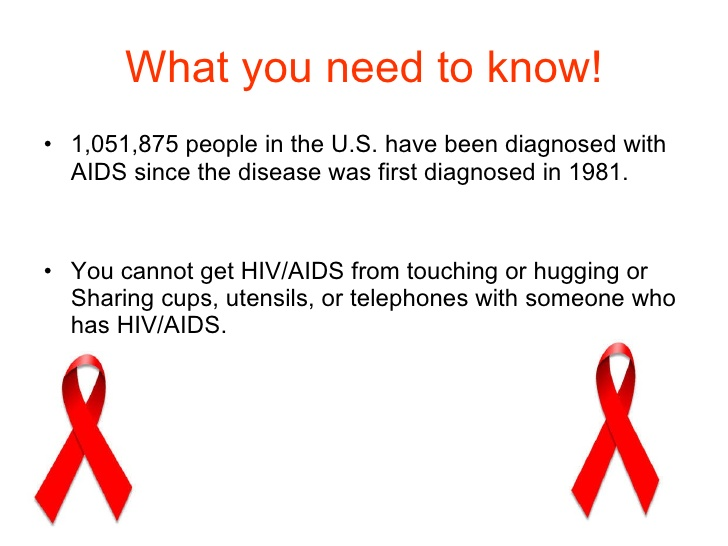 What you need to know!
• 1,051,875 people in the U.S. have been diagnosed with
AIDS since the disease was first diagnosed in 1981.
• You cannot get HIV/AIDS from touching or hugging or
Sharing cups, utensils, or telephones with someone who
has HIV/AIDS.